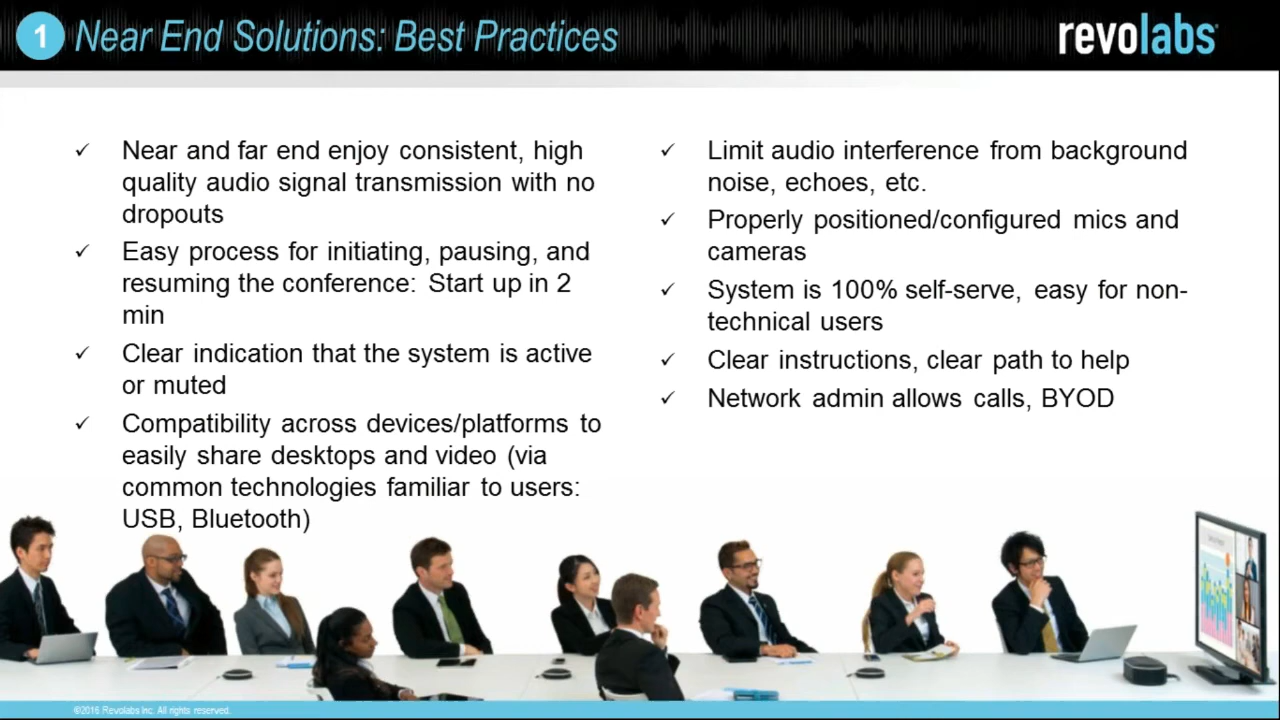 1 Near End Solutions: Best Practices
revolabs
Near and far end enjoy consistent, high
quality audio signal transmission with no
dropouts
Easy process for initiating, pausing, and
resuming the conference: Start up in 2
min
Clear indication that the system is active
or muted
Compatibility across devices/platforms to
easily share desktops and video (via
common technologies familiar to users:
USB, Bluetooth)
Limit audio interference from background
noise, echoes, etc.
Properly positioned/configured mics and
cameras
System is 100% self-serve, easy for non-
technical users
Clear instructions, clear path to help
Network admin allows calls, BYOD
©2016 Revolabs Inc. All rights reserved.